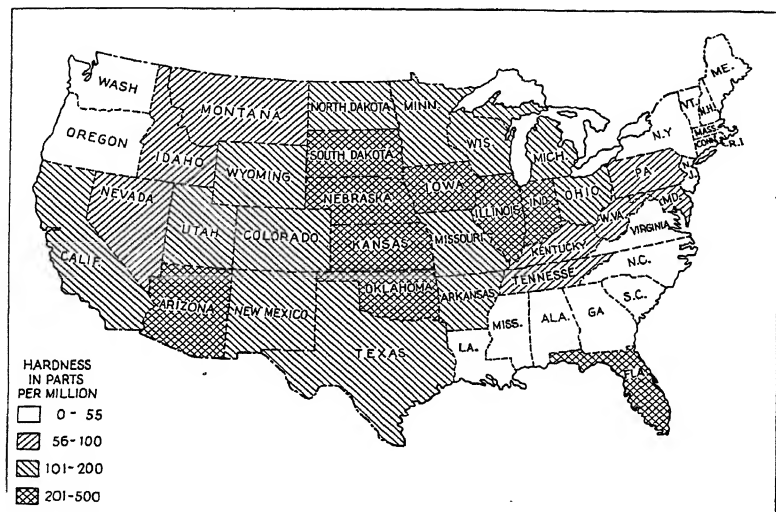 WASH
OREGON
CALIF.
NEVADA
IDAHO
MONTANA
WYOMING
UTAH
COLORADO
ARIZONA
NEW MEXICO
NORTH DAKOTA
SOUTH DAKOTA
NEBRASKA
KANSAS
OKLAHOMA
TEXAS
MINN.
IOWA
MISSOURI
ARKANSAS
LA.
WIS.
ILLINOIS
MICH.
IND.
OHIO
KENTUCKY
TENNESSE
MISS.
ALA.
GA
FLA.
S.C.
N.C.
VIRGINIA
W.VA.
MD.
PA.
N.J.
N.Y
CONN.
R.I
MASS
VT.
N.H.
ME.
HARDNESS
IN PARTS
PER MILLION
0 - 55
56-100
101-200
201-500